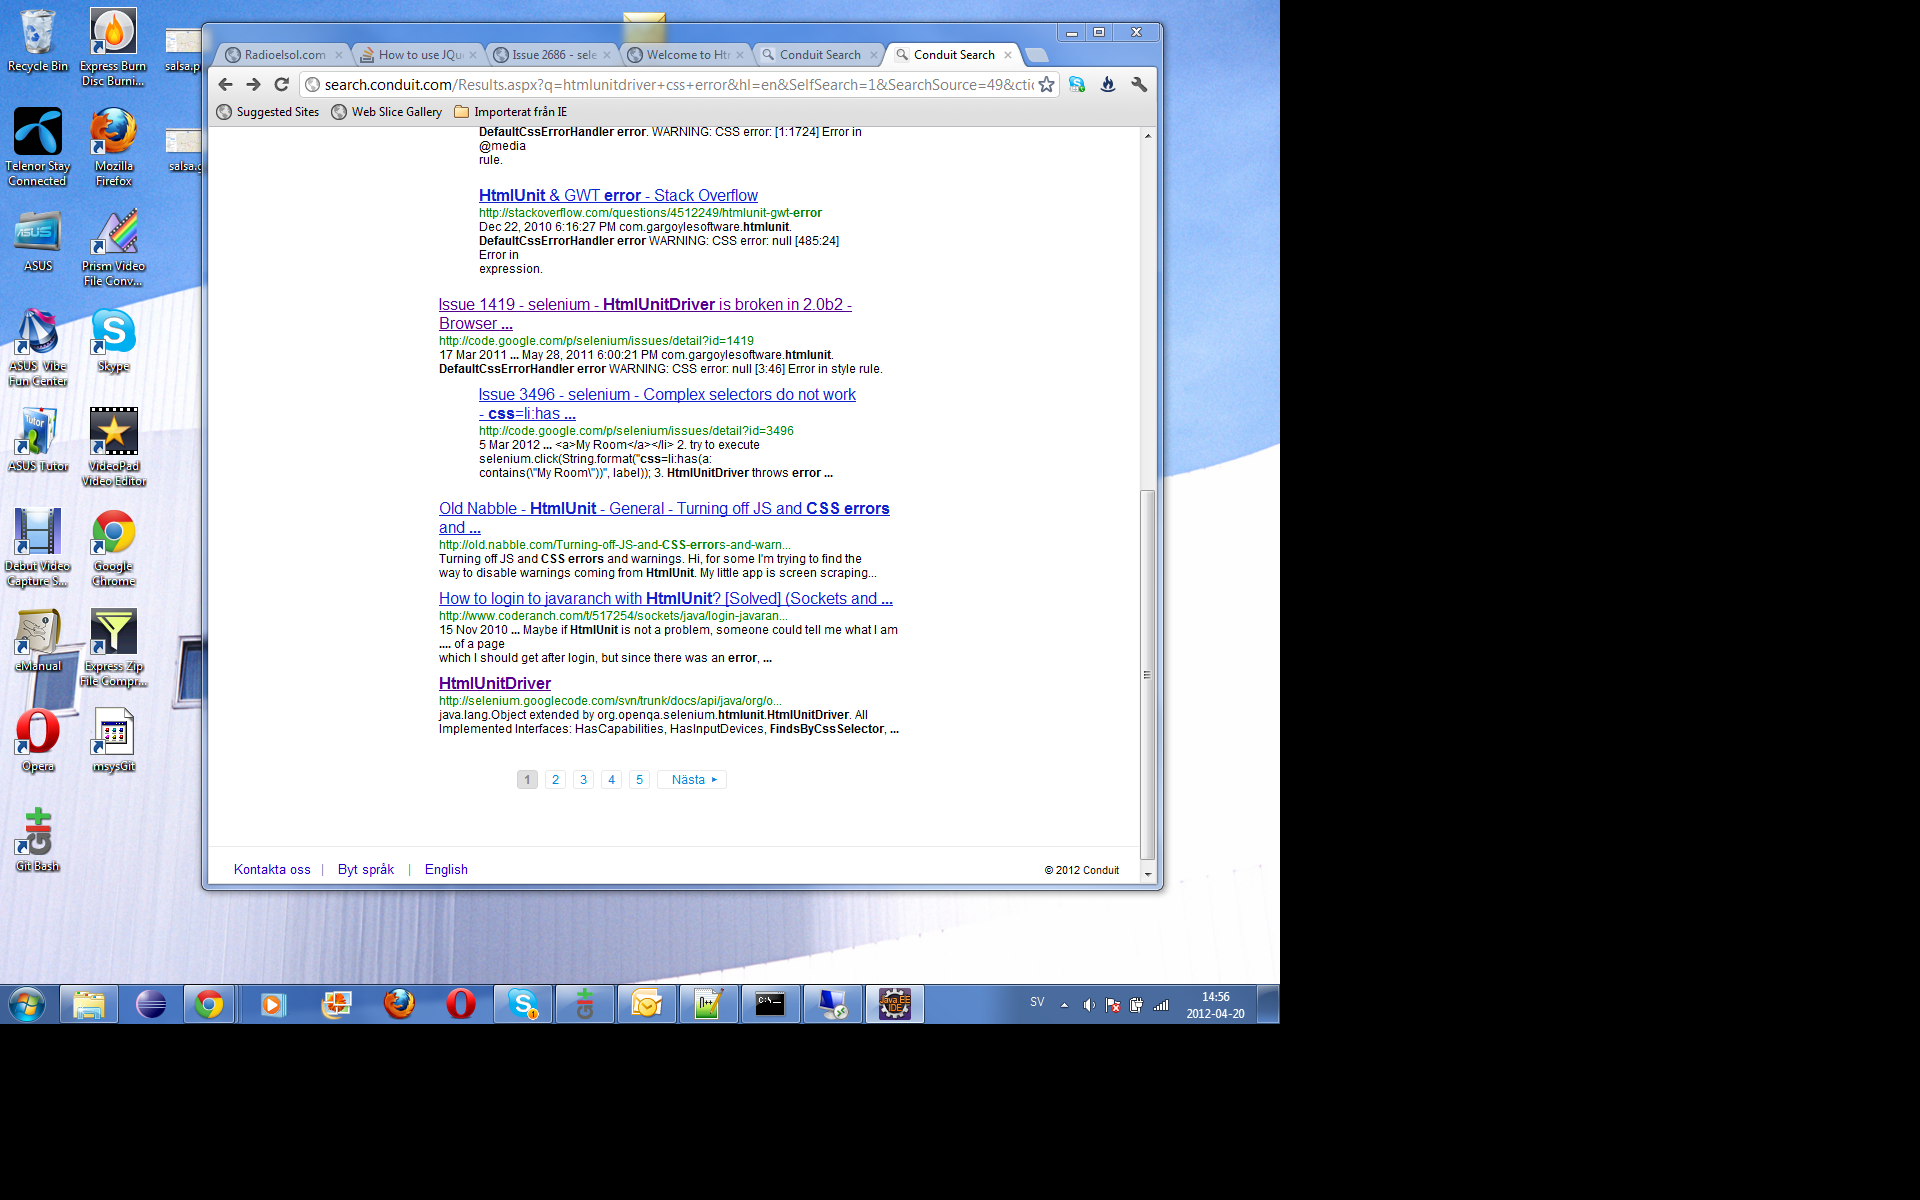 Recycle Bin
Express Burn
Disc Burni...
salsa.p
Telenor Stay
Connected
Mozilla
Firefox
salsa.g
ASUS
Prism Video
File Conv...
ASUS Vibe
Fun Center
Skype
ASUS Tutor
VideoPad
Video Editor
Debut Video
Capture S...
Google
Chrome
eManual
Express Zip
File Compr...
Opera
msysGit
Git Bash
Radioelsol.com
How to use JQu
Issue 2686 - sele
Welcome to Htr
Conduit Search
Conduit Search
search.conduit.com/Results.aspx?q=htmlunitdriver+css+error&hl=en&SelfSearch=1&SearchSource=49&ctic
Suggested Sites
Web Slice Gallery
Importerat från IE
DefaultCssErrorHandler error. WARNING: CSS error: [1:1724] Error in
@media
rule.
HtmlUnit & GWT error - Stack Overflow
http://stackoverflow.com/questions/4512249/htmlunit-gwt-error
Dec 22, 2010 6:16:27 PM com.gargoylesoftware.htmlunit.
DefaultCssErrorHandler error WARNING: CSS error: null [485:24]
Error in
expression.
Issue 1419 - selenium - HtmlUnitDriver is broken in 2.0b2 -
Browser ...
http://code.google.com/p/selenium/issues/detail?id=1419
17 Mar 2011 ... May 28, 2011 6:00:21 PM com.gargoylesoftware.htmlunit.
DefaultCssErrorHandler error WARNING: CSS error: null [3:46] Error in style rule.
Issue 3496 - selenium - Complex selectors do not work
- css=li:has ...
http://code.google.com/p/selenium/issues/detail?id=3496
5 Mar 2012 ... <a>My Room</a></li> 2. try to execute
selenium.click(String.format("css=li:has(a:
contains(\"My Room\"))", label)); 3. HtmlUnitDriver throws error ...
Old Nabble - HtmlUnit - General - Turning off JS and CSS errors
and ...
http://old.nabble.com/Turning-off-JS-and-CSS-errors-and-warn...
Turning off JS and CSS errors and warnings. Hi, for some I'm trying to find the
way to disable warnings coming from HtmlUnit. My little app is screen scraping...
How to login to javaranch with HtmlUnit? [Solved] (Sockets and ...
http://www.coderanch.com/t/517254/sockets/java/login-javaran...
15 Nov 2010 ... Maybe if HtmlUnit is not a problem, someone could tell me what I am
.... of a page
which I should get after login, but since there was an error, ...
HtmlUnitDriver
http://selenium.googlecode.com/svn/trunk/docs/api/java/org/o...
java.lang.Object extended by org.openqa.selenium.htmlunit.HtmlUnitDriver. All
Implemented Interfaces: HasCapabilities, HasInputDevices, FindsByCssSelector, ...
1 2 3 4 5 Nästa
Kontakta oss | Byt språk | English
© 2012 Conduit
SV
14:56
2012-04-20
Java EE
IDE